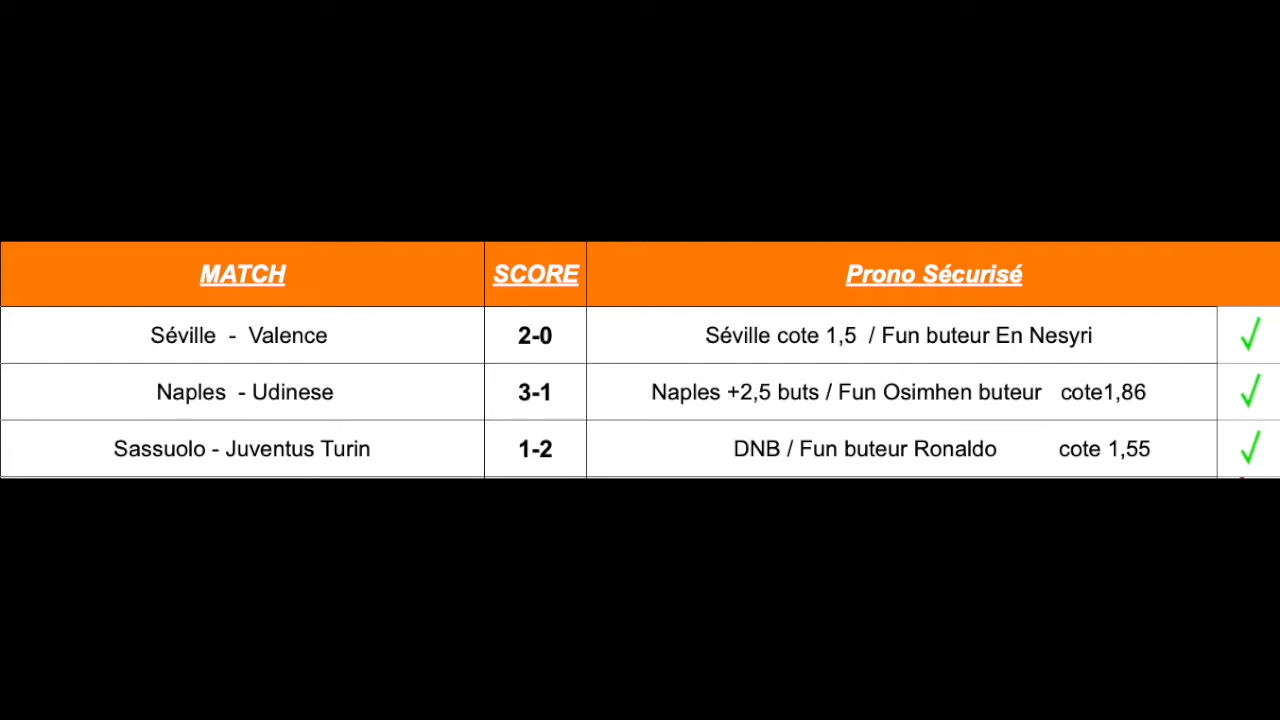 MATCH SCORE Prono Sécurisé
Séville - Valence 2-0 Séville cote 1,5 / Fun buteur En Nesyri
Naples - Udinese 3-1 Naples +2,5 buts / Fun Osimhen buteur cote1,86
Sassuolo - Juventus Turin 1-2 DNB / Fun buteur Ronaldo cote 1,55